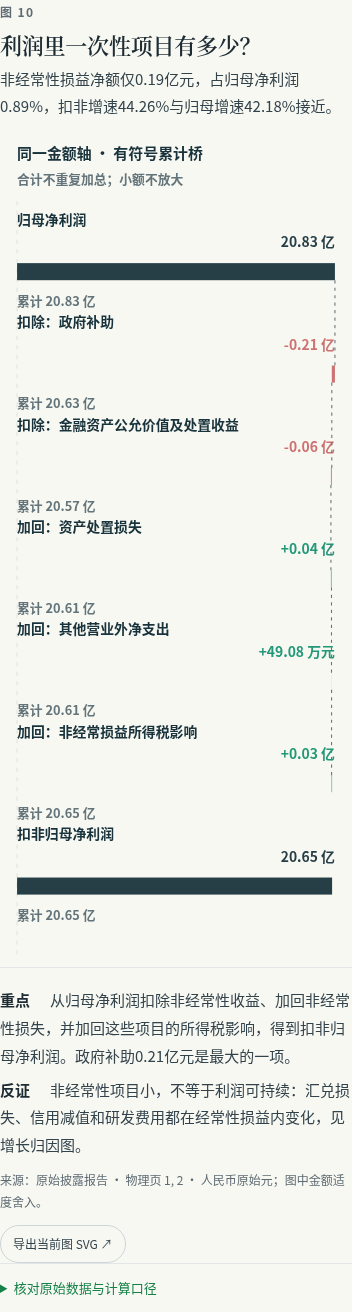 图 10
利润里一次性项目有多少？
非经常性损益净额仅0.19亿元，占归母净利润
0.89%，扣非增速44.26%与归母增速42.18%接近。
同一金额轴 · 有符号累计桥
合计不重复加总；小额不放大
归母净利润
20.83 亿
累计 20.83 亿
扣除：政府补助
-0.21 亿
累计 20.63 亿
扣除：金融资产公允价值及处置收益
-0.06 亿
累计 20.57 亿
加回：资产处置损失
+0.04 亿
累计 20.61 亿
加回：其他营业外净支出
+49.08 万元
累计 20.61 亿
加回：非经常损益所得税影响
+0.03 亿
累计 20.65 亿
扣非归母净利润
20.65 亿
累计 20.65 亿
重点 从归母净利润扣除非经常性收益、加回非经常
性损失，并加回这些项目的所得税影响，得到扣非归
母净利润。政府补助0.21亿元是最大的一项。
反证 非经常性项目小，不等于利润可持续：汇兑损
失、信用减值和研发费用都在经常性损益内变化，见
增长归因图。
来源：原始披露报告 · 物理页 1, 2 · 人民币原始元；图中金额适
度舍入。
导出当前图 SVG ↗
▶ 核对原始数据与计算口径